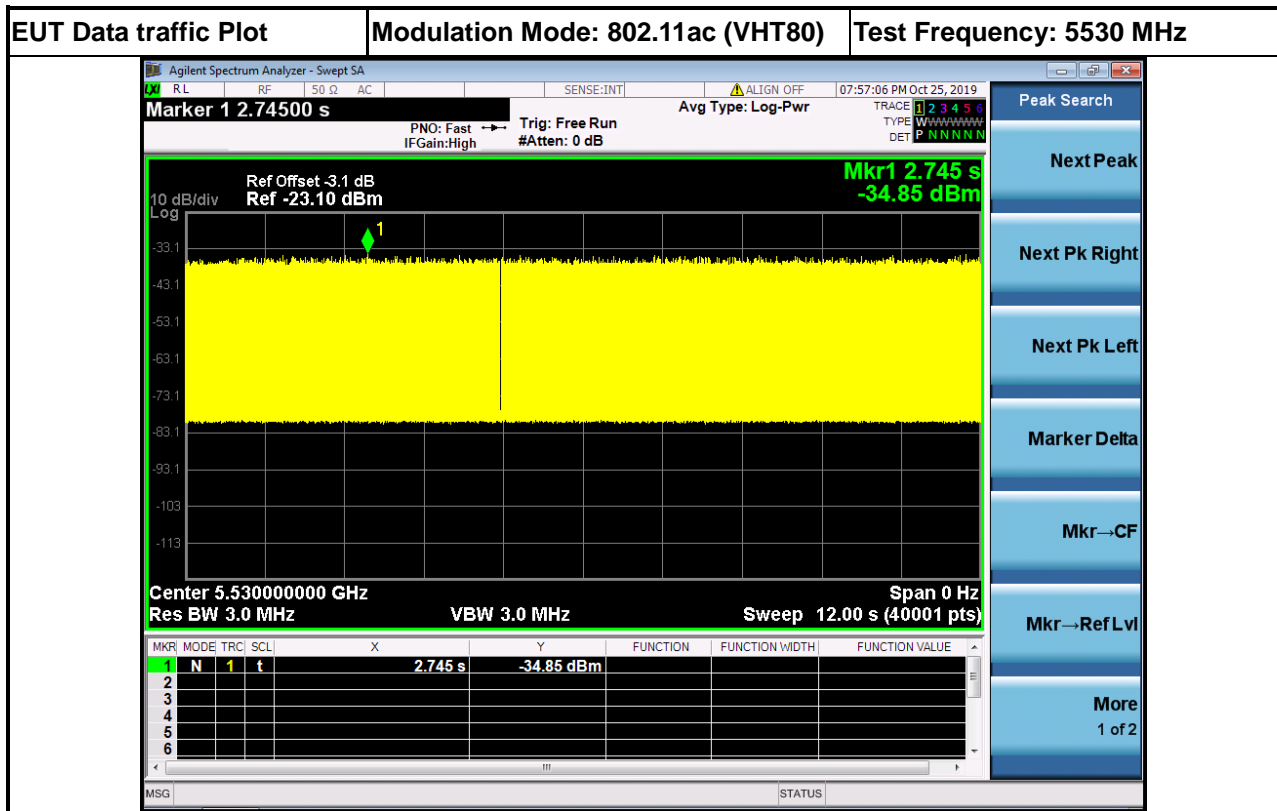 EUT Data traffic Plot Modulation Mode: 802.11ac (VHT80) Test Frequency: 5530 MHz
Agilent Spectrum Analyzer - Swept SA
LXI RL RF 50 Ω AC SENSE:INT ALIGN OFF 07:57:06 PM Oct 25, 2019
Marker 1 2.74500 s
PNO: Fast
IFGain:High
Trig: Free Run
#Atten: 0 dB
Avg Type: Log-Pwr
TRACE 1 2 3 4 5 6
TYPE WWWWWW
DET P N N N N N
Peak Search
Next Peak
Next Pk Right
Next Pk Left
Marker Delta
Mkr→CF
Mkr→Ref Lvl
More
1 of 2
Mkr1 2.745 s
-34.85 dBm
Ref Offset -3.1 dB
10 dB/div Ref -23.10 dBm
Log
1
-33.1
-43.1
-53.1
-63.1
-73.1
-83.1
-93.1
-103
-113
Center 5.530000000 GHz Span 0 Hz
Res BW 3.0 MHz VBW 3.0 MHz Sweep 12.00 s (40001 pts)
MKR MODE TRC SCL X Y FUNCTION FUNCTION WIDTH FUNCTION VALUE
1 N 1 t 2.745 s -34.85 dBm
2
3
4
5
6
MSG STATUS